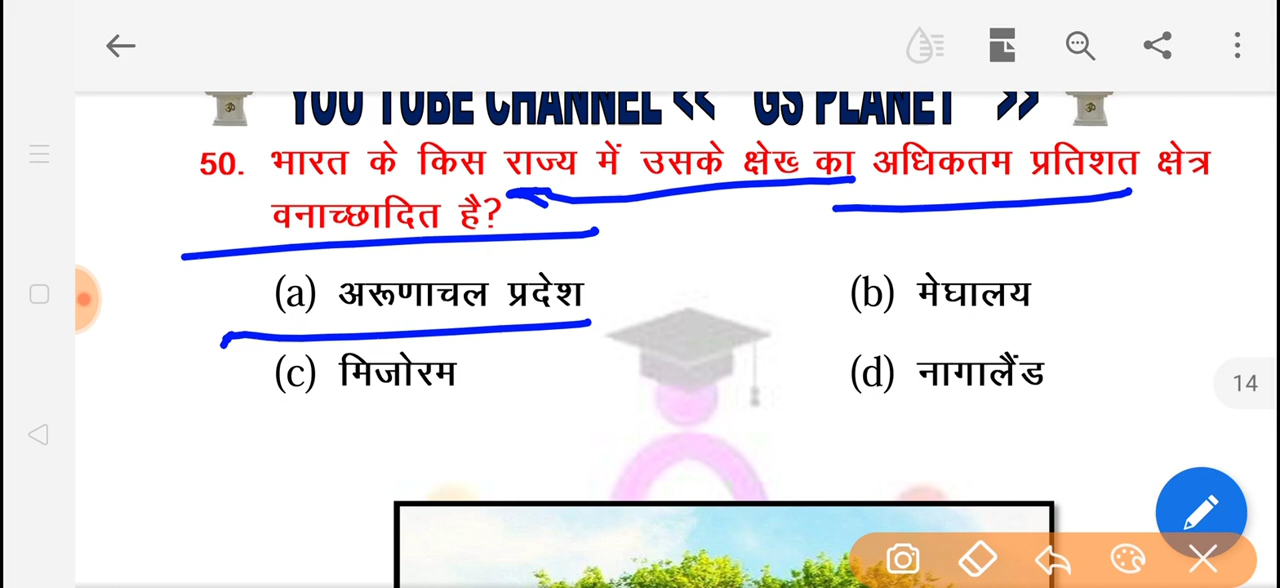 YOU TUBE CHANNEL << GS PLANET >>
50. भारत के किस राज्य में उसके क्षेख का अधिकतम प्रतिशत क्षेत्र
वनाच्छादित है?
(a) अरूणाचल प्रदेश (b) मेघालय
(c) मिजोरम (d) नागालैंड
14